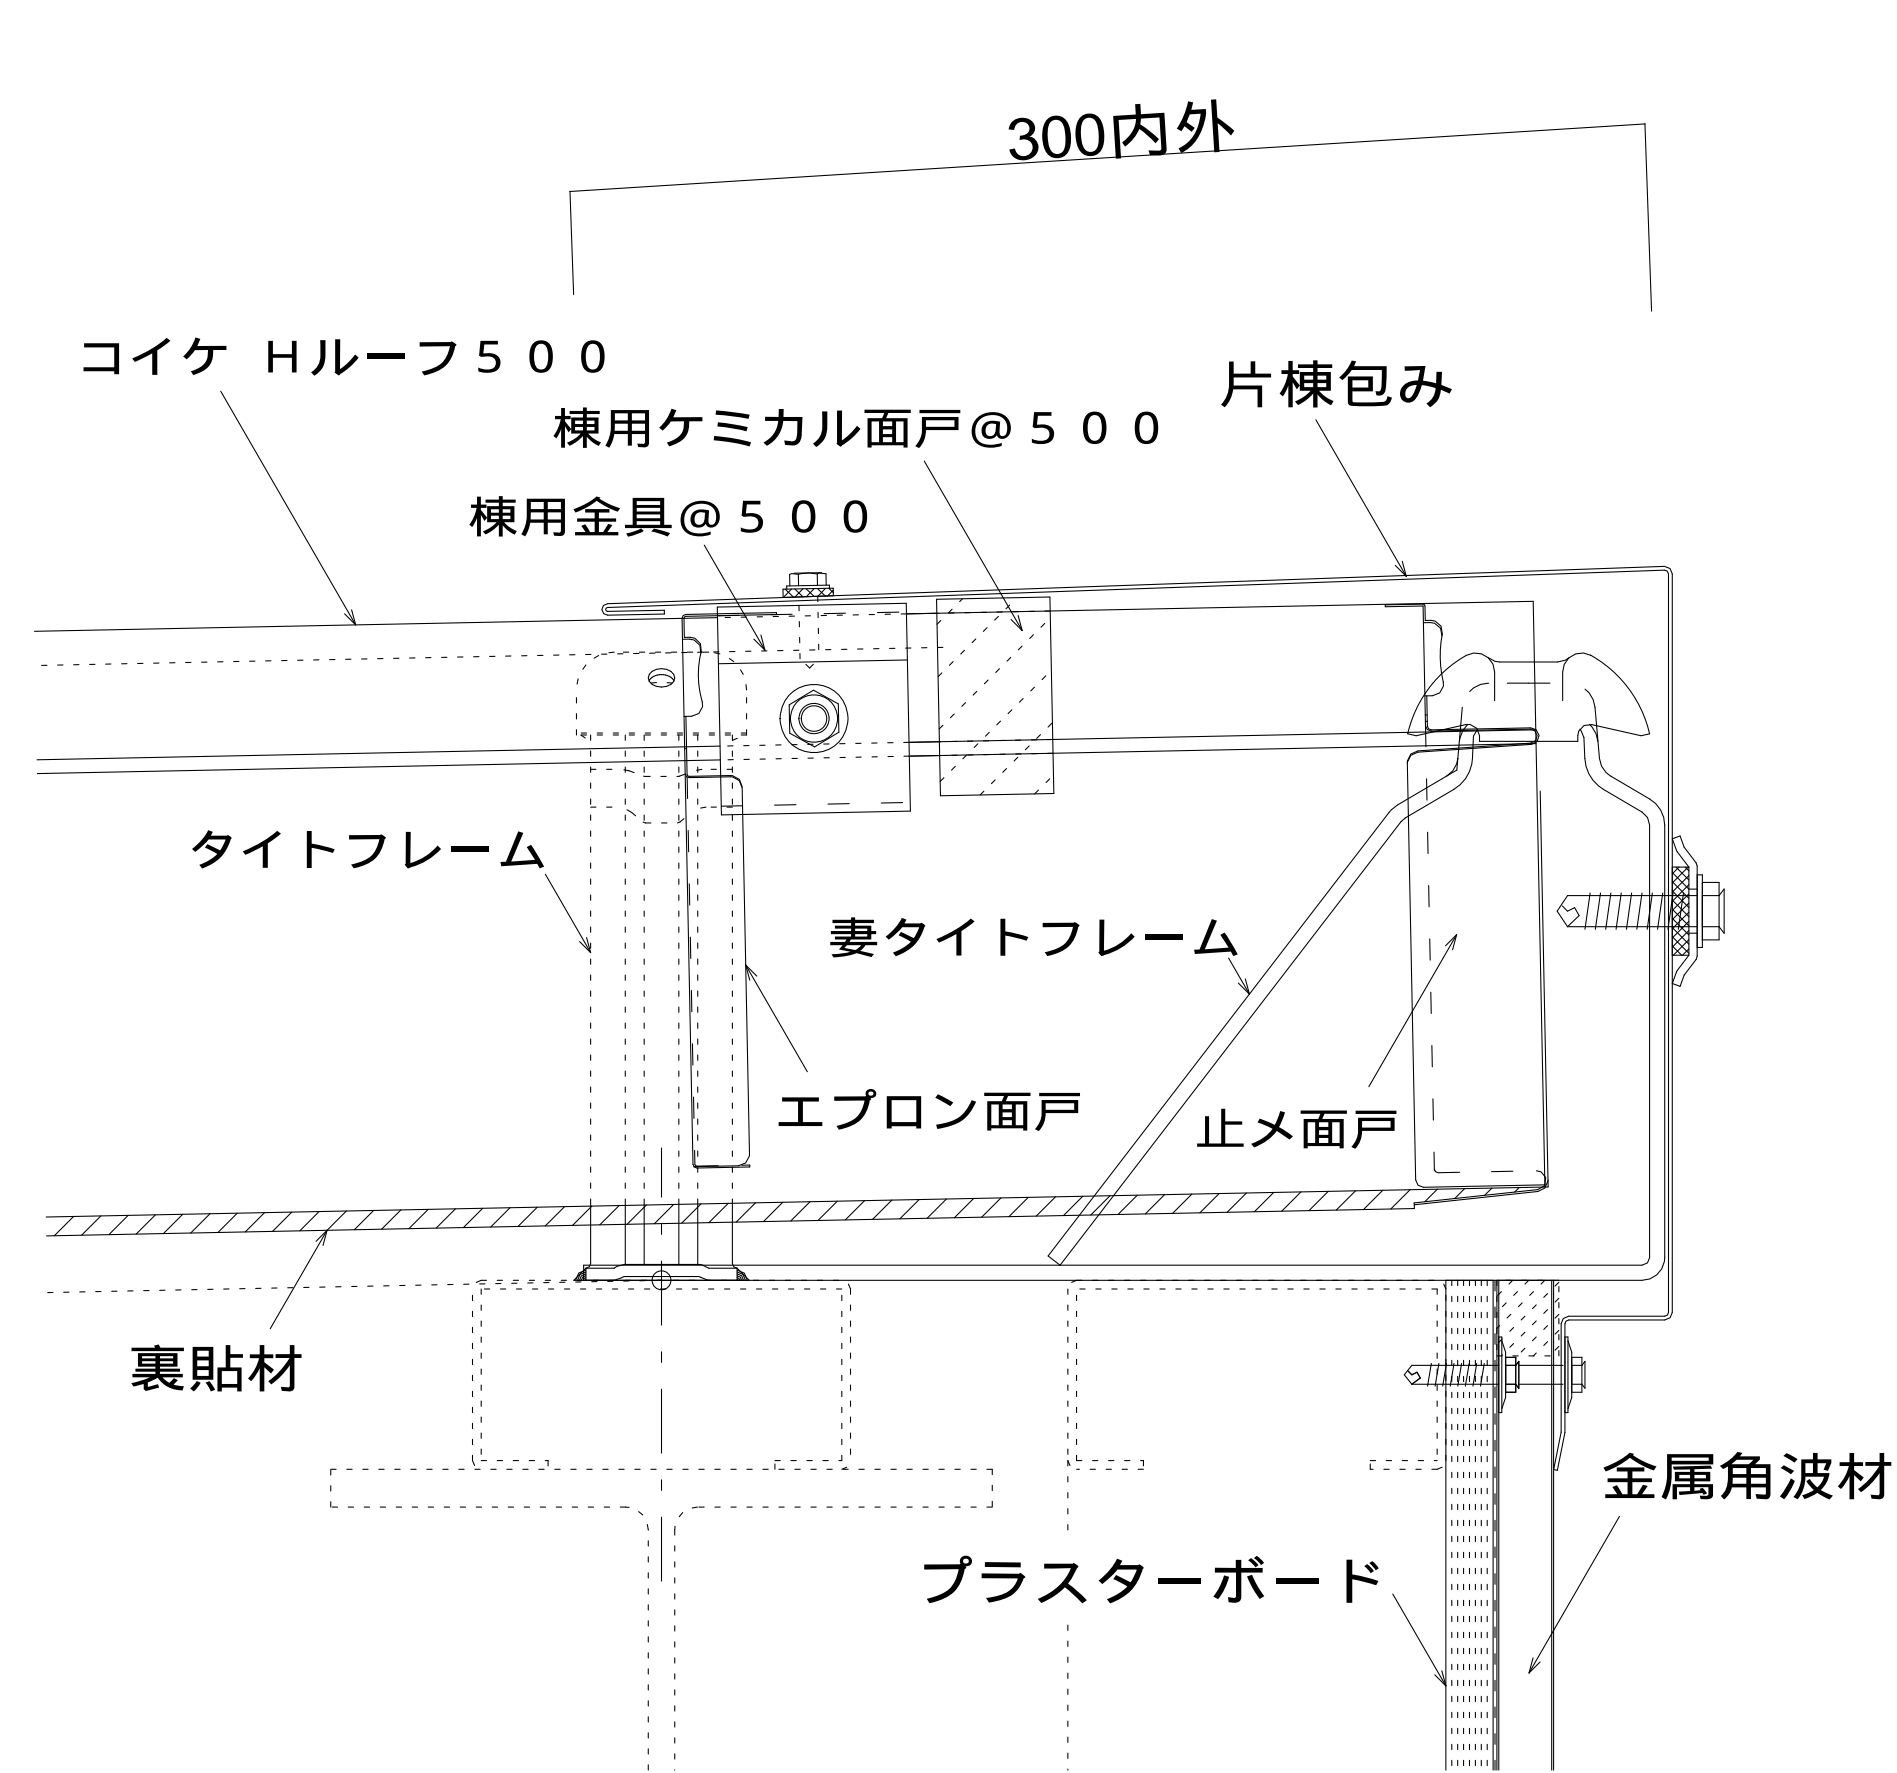 300内外
コイケ Ｈルーフ５００
片棟包み
棟用ケミカル面戸@５００
棟用金具@５００
タイトフレーム
妻タイトフレーム
エプロン面戸
止メ面戸
裏貼材
金属角波材
プラスターボード